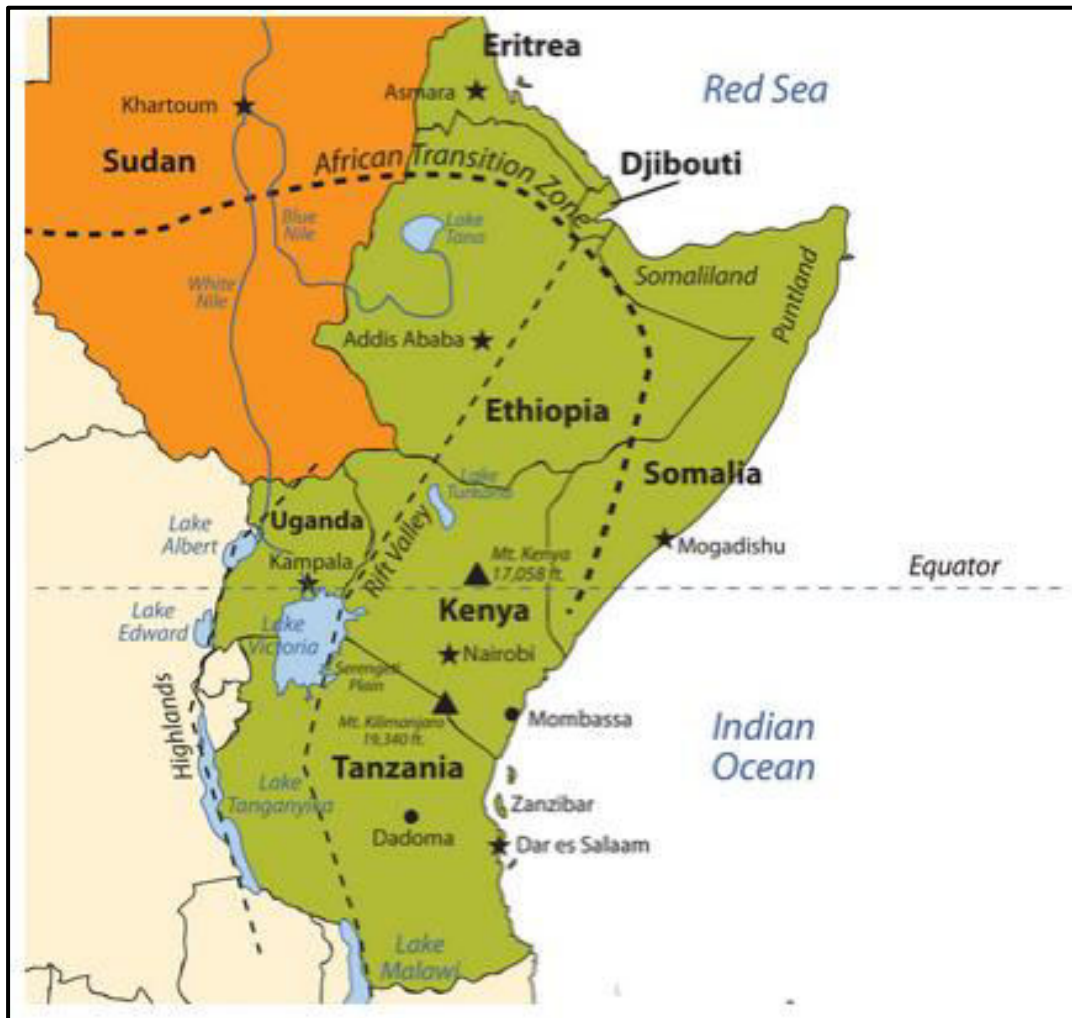 Eritrea
Red Sea
Asmara
Khartoum
Sudan
African Transition Zone
Djibouti
Blue
Nile
Lake
Tana
Somaliland
Puntland
White
Nile
Addis Ababa
Ethiopia
Somalia
Lake
Turkana
Uganda
Lake
Albert
Rift Valley
Mogadishu
Mt. Kenya
17,058 ft.
Kampala
Equator
Lake
Edward
Kenya
Lake
Victoria
Nairobi
Serengeti
Plain
Highlands
Mt. Kilimanjaro
19,340 ft.
Mombassa
Indian
Ocean
Tanzania
Lake
Tanganyika
Zanzibar
Dadoma
Dar es Salaam
Lake
Malawi